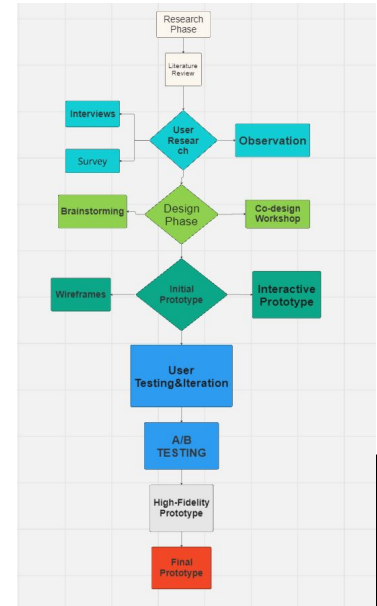 Research
Phase
Literature
Review
Interviews
Survey
User
Resear
ch
Observation
Brainstorming
Design
Phase
Co-design
Workshop
Wireframes
Initial
Prototype
Interactive
Prototype
User
Testing&Iteration
A/B
TESTING
High-Fidelity
Prototype
Final
Prototype